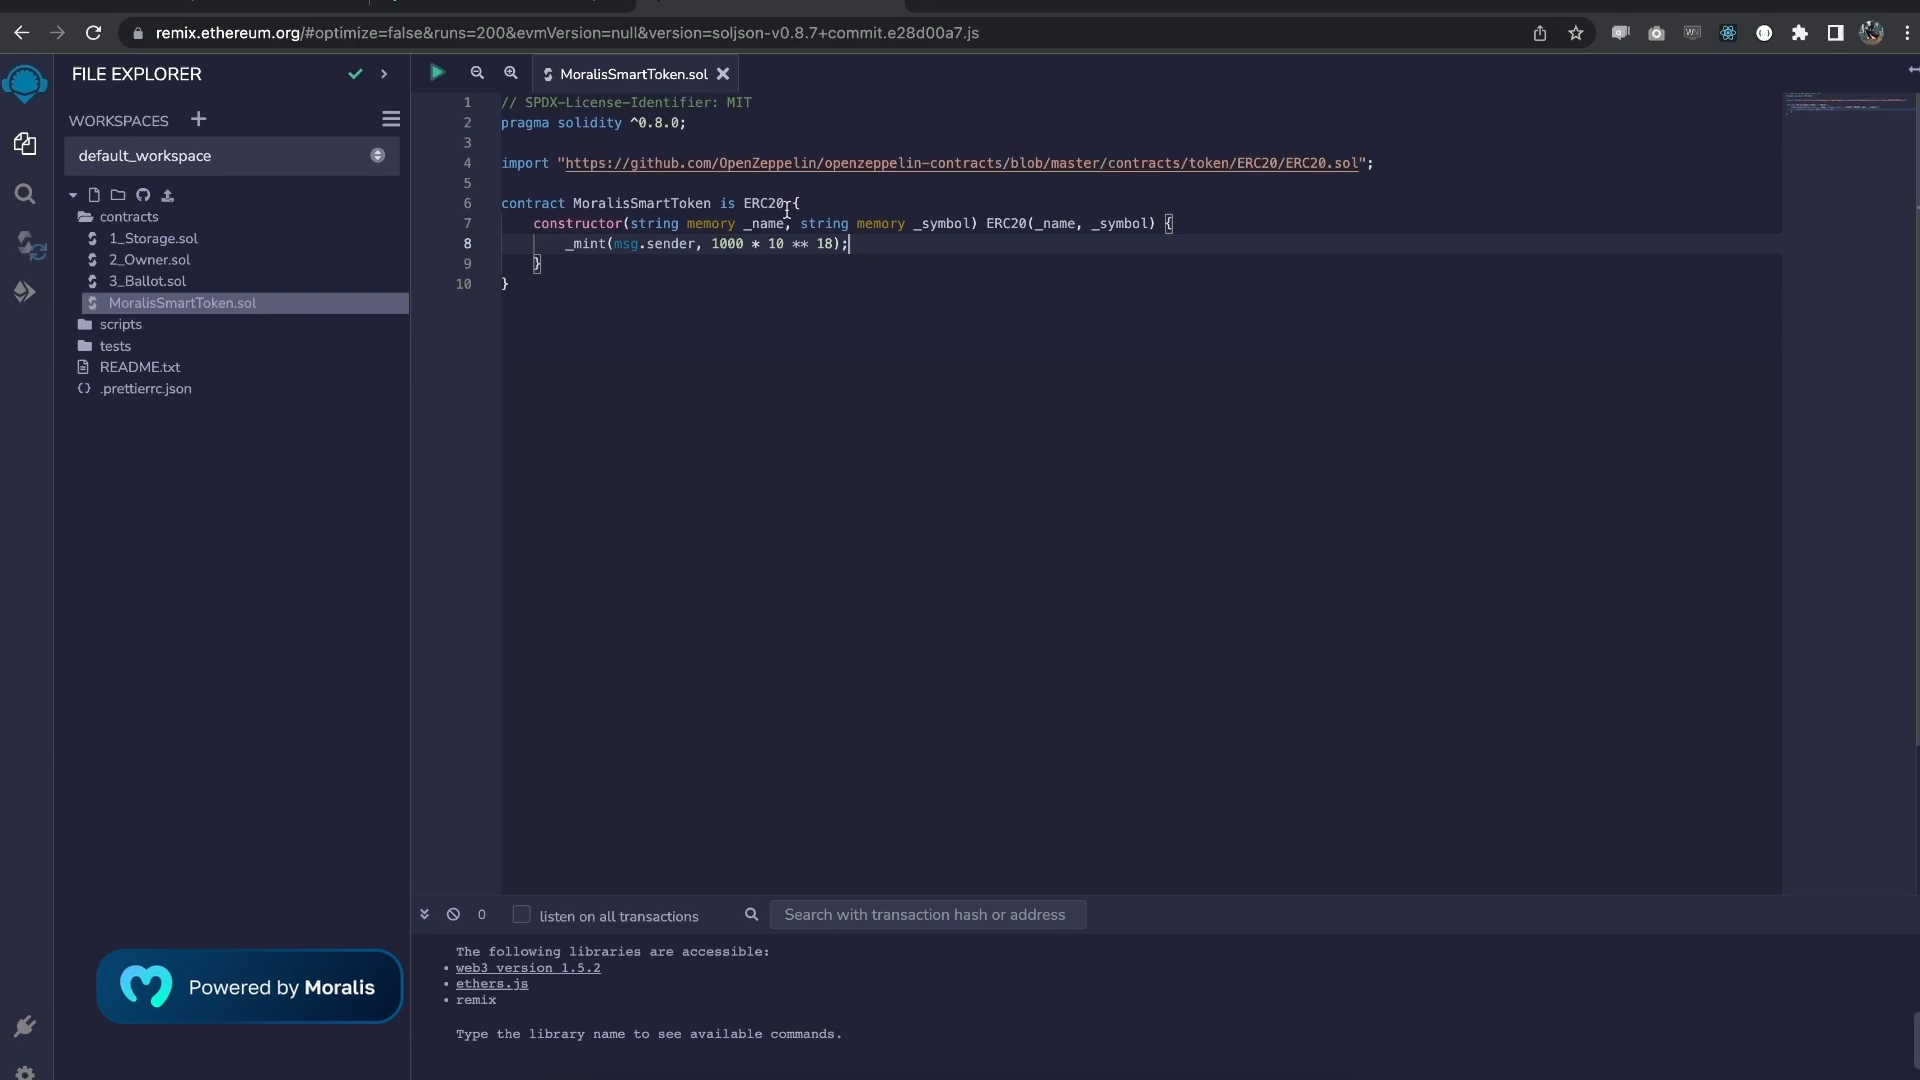 remix.ethereum.org/#optimize=false&runs=200&evmVersion=null&version=soljson-v0.8.7+commit.e28d00a7.js
FILE EXPLORER
WORKSPACES
default_workspace
contracts
1_Storage.sol
2_Owner.sol
3_Ballot.sol
MoralisSmartToken.sol
scripts
tests
README.txt
.prettierrc.json
Powered by Moralis
MoralisSmartToken.sol
1 // SPDX-License-Identifier: MIT
2 pragma solidity ^0.8.0;
3
4 import "https://github.com/OpenZeppelin/openzeppelin-contracts/blob/master/contracts/token/ERC20/ERC20.sol";
5
6 contract MoralisSmartToken is ERC20 {
7 constructor(string memory _name, string memory _symbol) ERC20(_name, _symbol) {
8 _mint(msg.sender, 1000 * 10 ** 18);
9 }
10 }
0 listen on all transactions Search with transaction hash or address
The following libraries are accessible:
• web3 version 1.5.2
• ethers.js
• remix
Type the library name to see available commands.